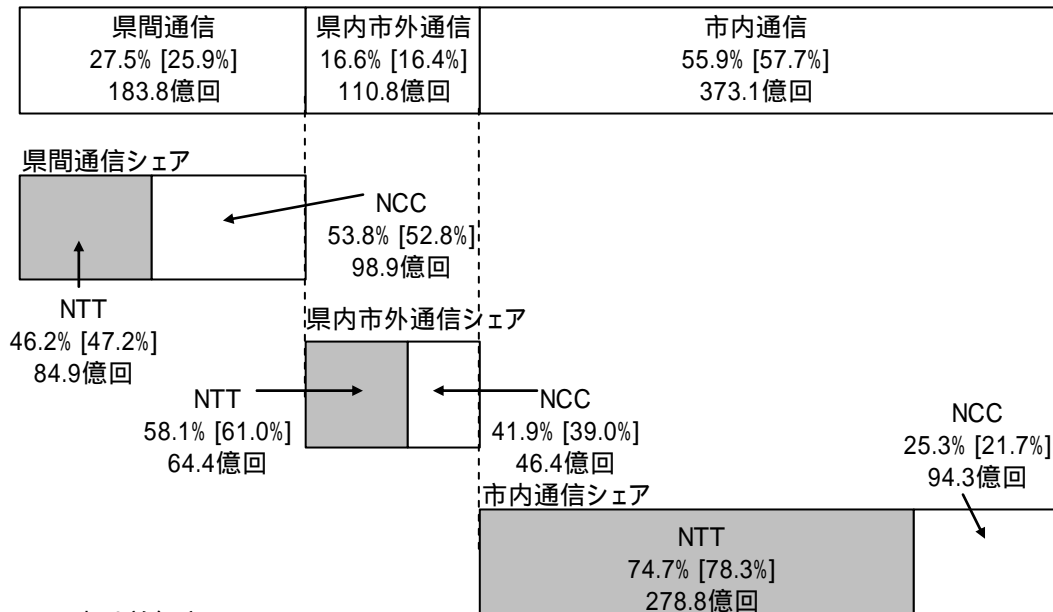 県間通信
27.5% [25.9%]
183.8億回
県内市外通信
16.6% [16.4%]
110.8億回
市内通信
55.9% [57.7%]
373.1億回
県間通信シェア
NCC
53.8% [52.8%]
98.9億回
NTT
46.2% [47.2%]
84.9億回
県内市外通信シェア
NTT
58.1% [61.0%]
64.4億回
NCC
41.9% [39.0%]
46.4億回
NCC
25.3% [21.7%]
94.3億回
市内通信シェア
NTT
74.7% [78.3%]
278.8億回